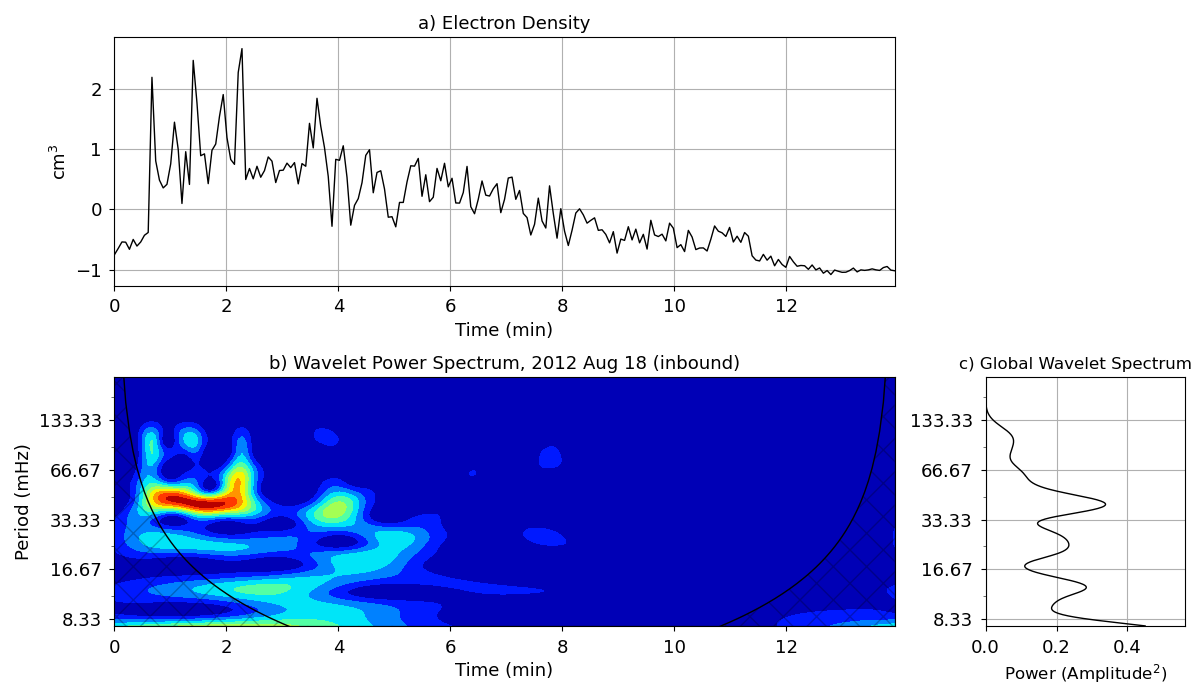 a) Electron Density
2
1
0
−1
cm³
0 2 4 6 8 10 12
Time (min)
b) Wavelet Power Spectrum, 2012 Aug 18 (inbound)
133.33
66.67
33.33
16.67
8.33
Period (mHz)
0 2 4 6 8 10 12
Time (min)
c) Global Wavelet Spectrum
133.33
66.67
33.33
16.67
8.33
0.0 0.2 0.4
Power (Amplitude²)